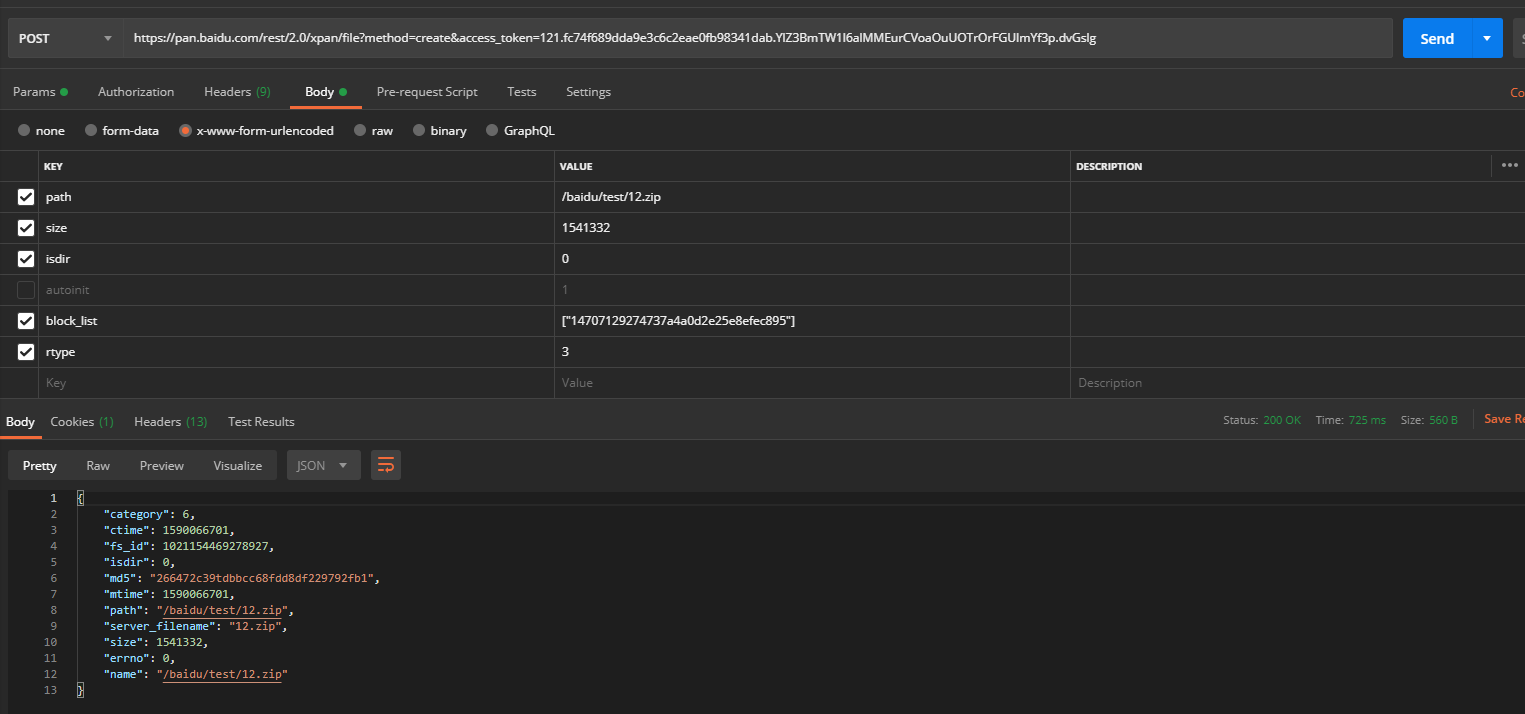 POST https://pan.baidu.com/rest/2.0/xpan/file?method=create&access_token=121.fc74f689dda9e3c6c2eae0fb98341dab.YlZ3BmTW1I6alMMEurCVoaOuUOTrOrFGUlmYf3p.dvGsIg Send
Params Authorization Headers (9) Body Pre-request Script Tests Settings Co
none form-data x-www-form-urlencoded raw binary GraphQL
KEY VALUE DESCRIPTION •••
path /baidu/test/12.zip
size 1541332
isdir 0
autoinit 1
block_list ["14707129274737a4a0d2e25e8efec895"]
rtype 3
Key Value Description
Body Cookies (1) Headers (13) Test Results Status: 200 OK Time: 725 ms Size: 560 B Save Re
Pretty Raw Preview Visualize JSON
1 {
2 "category": 6,
3 "ctime": 1590066701,
4 "fs_id": 1021154469278927,
5 "isdir": 0,
6 "md5": "266472c39tdbbcc68fdd8df229792fb1",
7 "mtime": 1590066701,
8 "path": "/baidu/test/12.zip",
9 "server_filename": "12.zip",
10 "size": 1541332,
11 "errno": 0,
12 "name": "/baidu/test/12.zip"
13 }